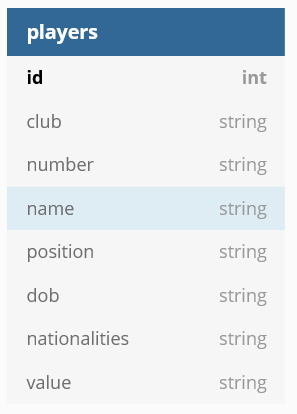 players
id int
club string
number string
name string
position string
dob string
nationalities string
value string